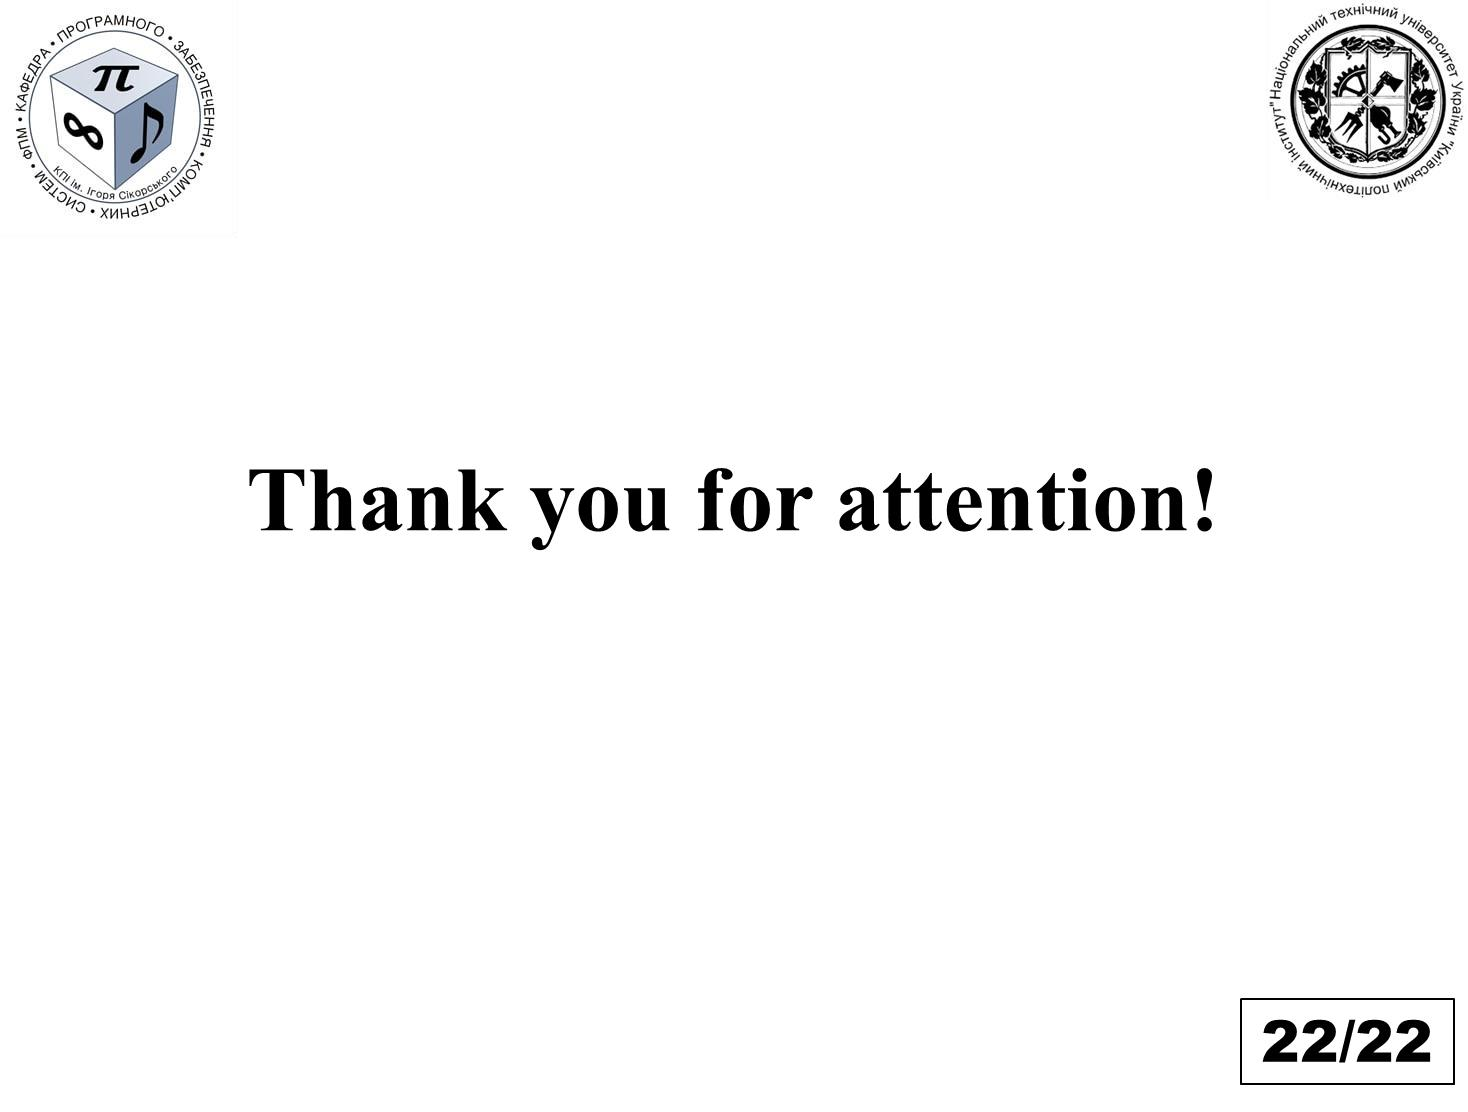 КАФЕДРА • ПРОГРАМНОГО • ЗАБЕЗПЕЧЕННЯ • КОМП'ЮТЕРНИХ • СИСТЕМ • ФПМ •
π
∞
КПІ ім. Ігоря Сікорського
Національний технічний університет України "Київський політехнічний інститут"
Thank you for attention!
22/22